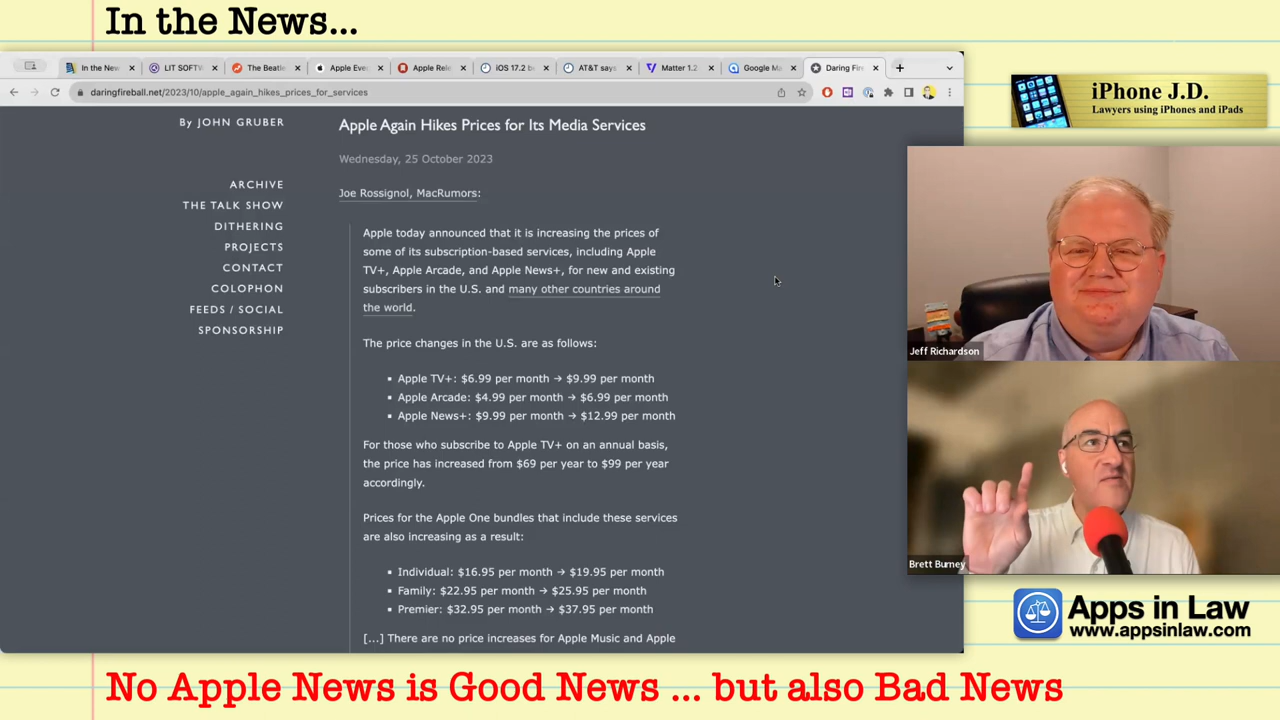 In the News...
In the New
LIT SOFTW
The Beatle
Apple Eve
Apple Rele
iOS 17.2 b
AT&T says
Matter 1.2
Google Ma
Daring Fire
daringfireball.net/2023/10/apple_again_hikes_prices_for_services
By JOHN GRUBER
ARCHIVE
THE TALK SHOW
DITHERING
PROJECTS
CONTACT
COLOPHON
FEEDS / SOCIAL
SPONSORSHIP
Apple Again Hikes Prices for Its Media Services
Wednesday, 25 October 2023
Joe Rossignol, MacRumors:
Apple today announced that it is increasing the prices of
some of its subscription-based services, including Apple
TV+, Apple Arcade, and Apple News+, for new and existing
subscribers in the U.S. and many other countries around
the world.
The price changes in the U.S. are as follows:
▪ Apple TV+: $6.99 per month → $9.99 per month
▪ Apple Arcade: $4.99 per month → $6.99 per month
▪ Apple News+: $9.99 per month → $12.99 per month
For those who subscribe to Apple TV+ on an annual basis,
the price has increased from $69 per year to $99 per year
accordingly.
Prices for the Apple One bundles that include these services
are also increasing as a result:
▪ Individual: $16.95 per month → $19.95 per month
▪ Family: $22.95 per month → $25.95 per month
▪ Premier: $32.95 per month → $37.95 per month
[...] There are no price increases for Apple Music and Apple
iPhone J.D.
Lawyers using iPhones and iPads
Jeff Richardson
Brett Burney
Apps in Law
www.appsinlaw.com
No Apple News is Good News ... but also Bad News